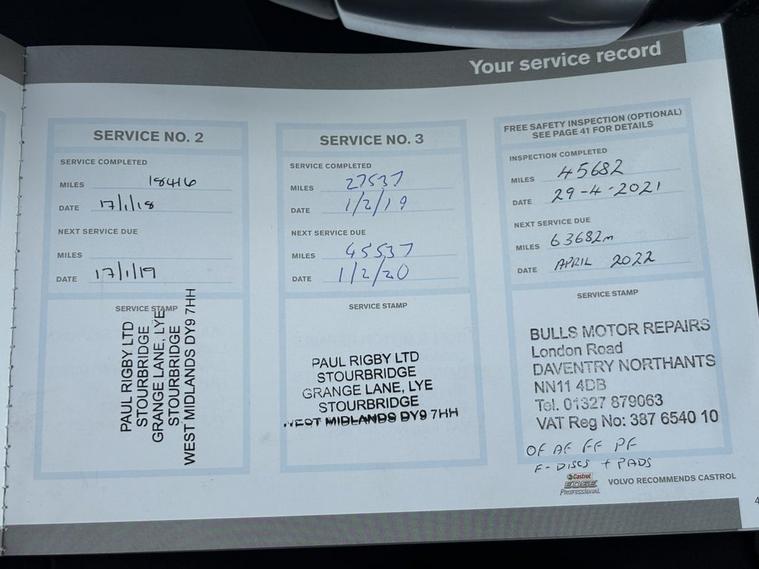 Your service record
SERVICE NO. 2
SERVICE COMPLETED
MILES 18416
DATE 17/1/18
NEXT SERVICE DUE
MILES
DATE 17/1/19
SERVICE STAMP
PAUL RIGBY LTD
STOURBRIDGE
GRANGE LANE, LYE
STOURBRIDGE
WEST MIDLANDS DY9 7HH
SERVICE NO. 3
SERVICE COMPLETED
MILES 27537
DATE 1/2/19
NEXT SERVICE DUE
MILES 45537
DATE 1/2/20
SERVICE STAMP
PAUL RIGBY LTD
STOURBRIDGE
GRANGE LANE, LYE
STOURBRIDGE
WEST MIDLANDS DY9 7HH
FREE SAFETY INSPECTION (OPTIONAL)
SEE PAGE 41 FOR DETAILS
INSPECTION COMPLETED
MILES 45682
DATE 29-4-2021
NEXT SERVICE DUE
MILES 63682m
DATE APRIL 2022
SERVICE STAMP
BULLS MOTOR REPAIRS
London Road
DAVENTRY NORTHANTS
NN11 4DB
Tel. 01327 879063
VAT Reg No: 387 6540 10
OF AF FF PF
F-DISCS + PADS
Castrol
EDGE
Professional
VOLVO RECOMMENDS CASTROL